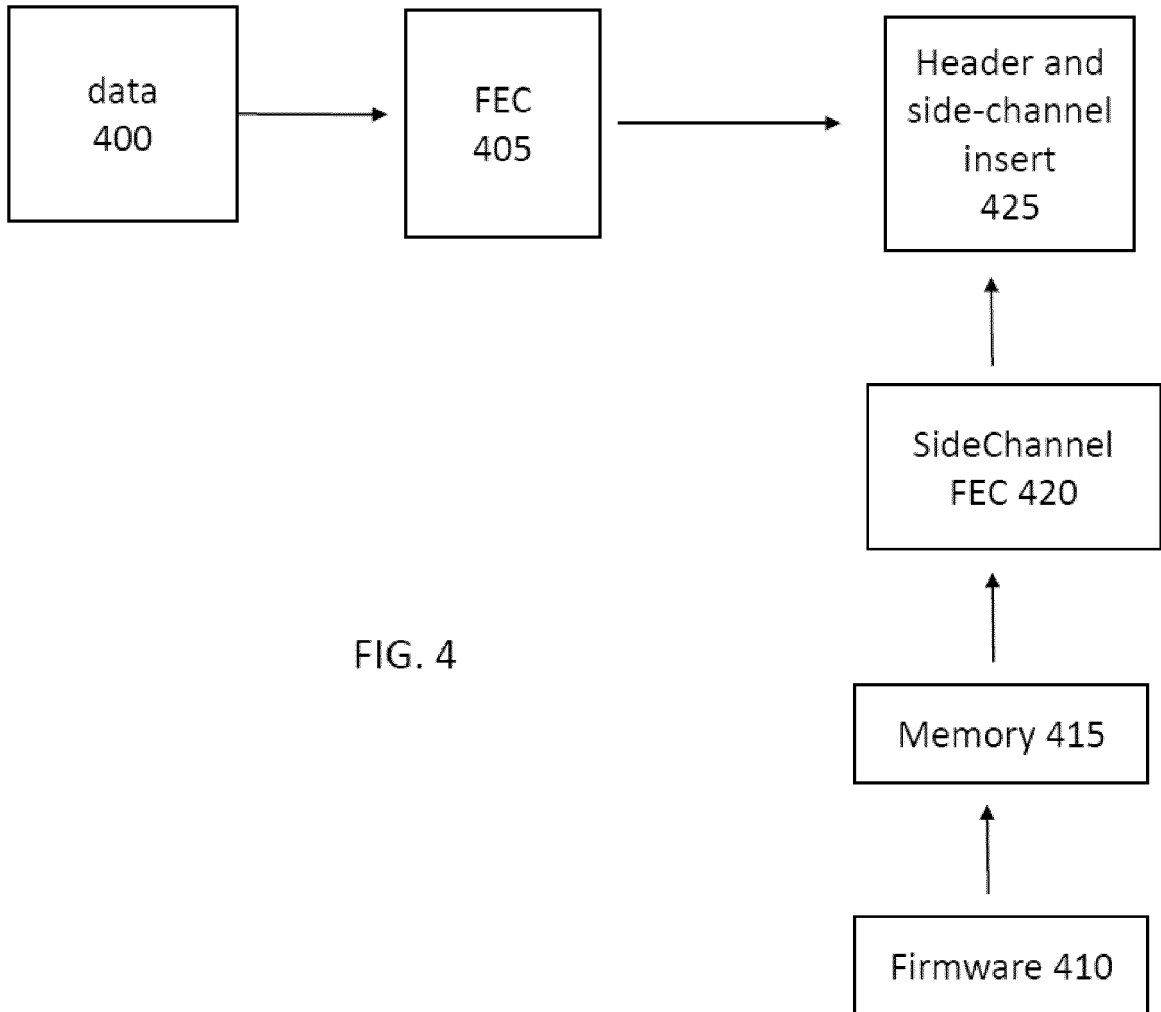 data
400
FEC
405
Header and
side-channel
insert
425
SideChannel
FEC 420
FIG. 4
Memory 415
Firmware 410